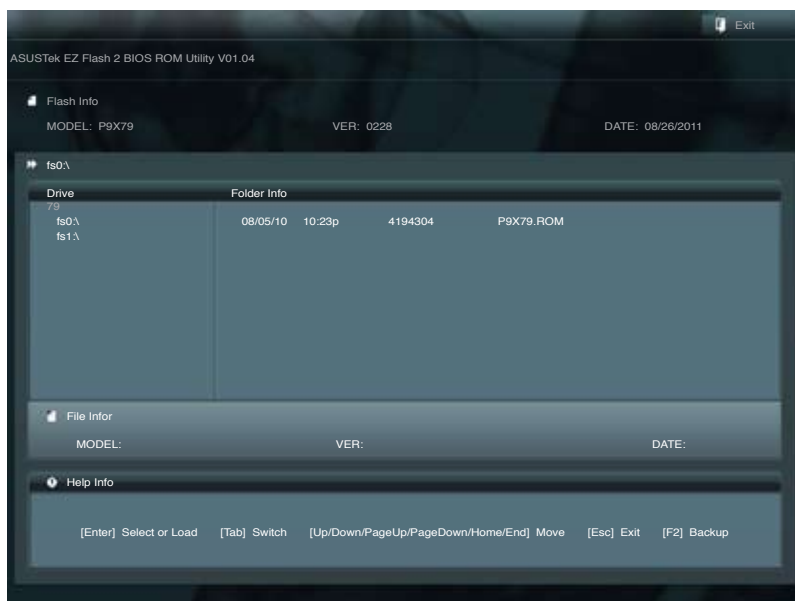 Exit
ASUSTek EZ Flash 2 BIOS ROM Utility V01.04
Flash Info
MODEL: P9X79 VER: 0228 DATE: 08/26/2011
fs0:\
Drive Folder Info
79
fs0:\ 08/05/10 10:23p 4194304 P9X79.ROM
fs1:\
File Infor
MODEL: VER: DATE:
Help Info
[Enter] Select or Load [Tab] Switch [Up/Down/PageUp/PageDown/Home/End] Move [Esc] Exit [F2] Backup